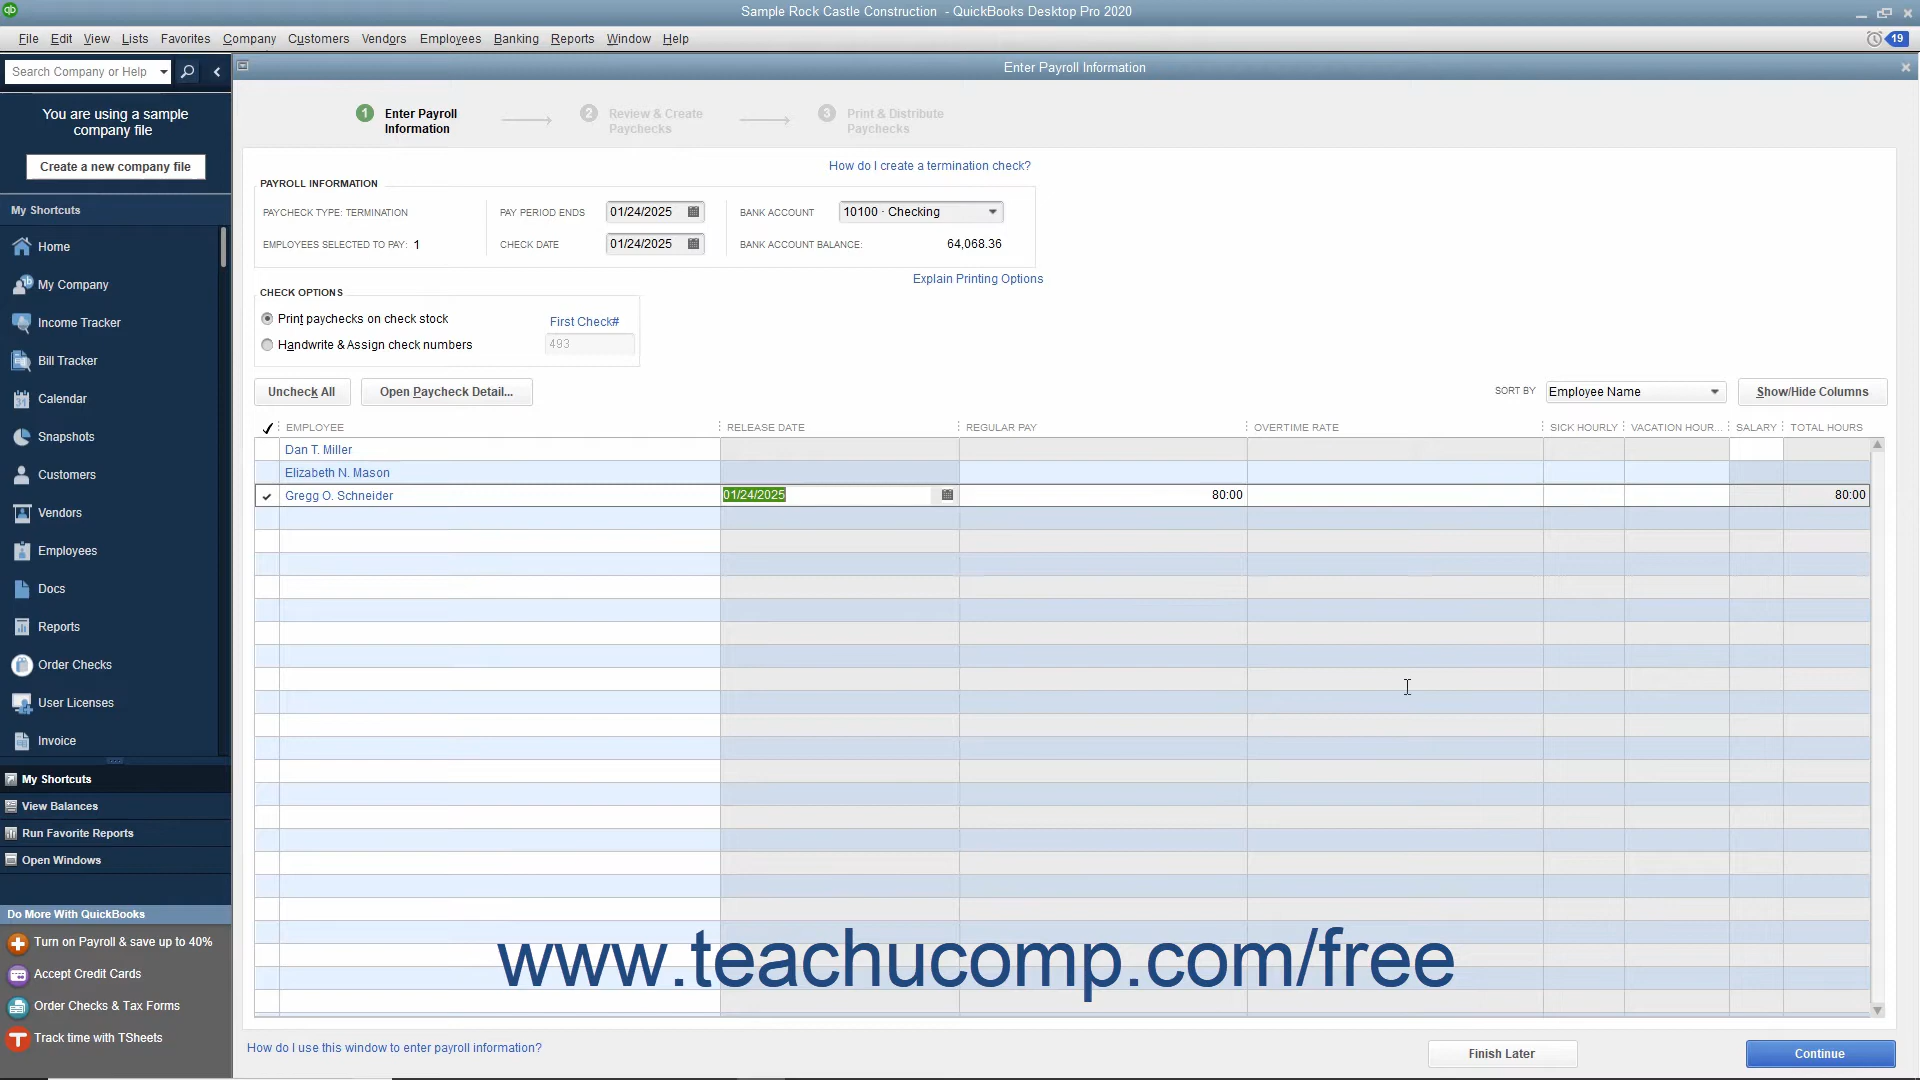 Sample Rock Castle Construction - QuickBooks Desktop Pro 2020
File Edit View Lists Favorites Company Customers Vendors Employees Banking Reports Window Help
19
Search Company or Help
Enter Payroll Information
You are using a sample
company file
Create a new company file
1 Enter Payroll
Information
2 Review & Create
Paychecks
3 Print & Distribute
Paychecks
How do I create a termination check?
PAYROLL INFORMATION
PAYCHECK TYPE: TERMINATION
PAY PERIOD ENDS 01/24/2025
BANK ACCOUNT 10100 · Checking
EMPLOYEES SELECTED TO PAY: 1
CHECK DATE 01/24/2025
BANK ACCOUNT BALANCE: 64,068.36
Explain Printing Options
CHECK OPTIONS
Print paychecks on check stock
First Check#
Handwrite & Assign check numbers
493
Uncheck All
Open Paycheck Detail...
SORT BY Employee Name
Show/Hide Columns
EMPLOYEE RELEASE DATE REGULAR PAY OVERTIME RATE SICK HOURLY VACATION HOUR... SALARY TOTAL HOURS
Dan T. Miller
Elizabeth N. Mason
Gregg O. Schneider 01/24/2025 80:00 80:00
My Shortcuts
Home
My Company
Income Tracker
Bill Tracker
31 Calendar
Snapshots
Customers
Vendors
Employees
Docs
Reports
Order Checks
User Licenses
Invoice
My Shortcuts
View Balances
Run Favorite Reports
Open Windows
Do More With QuickBooks
Turn on Payroll & save up to 40%
Accept Credit Cards
Order Checks & Tax Forms
Track time with TSheets
www.teachucomp.com/free
How do I use this window to enter payroll information?
Finish Later
Continue